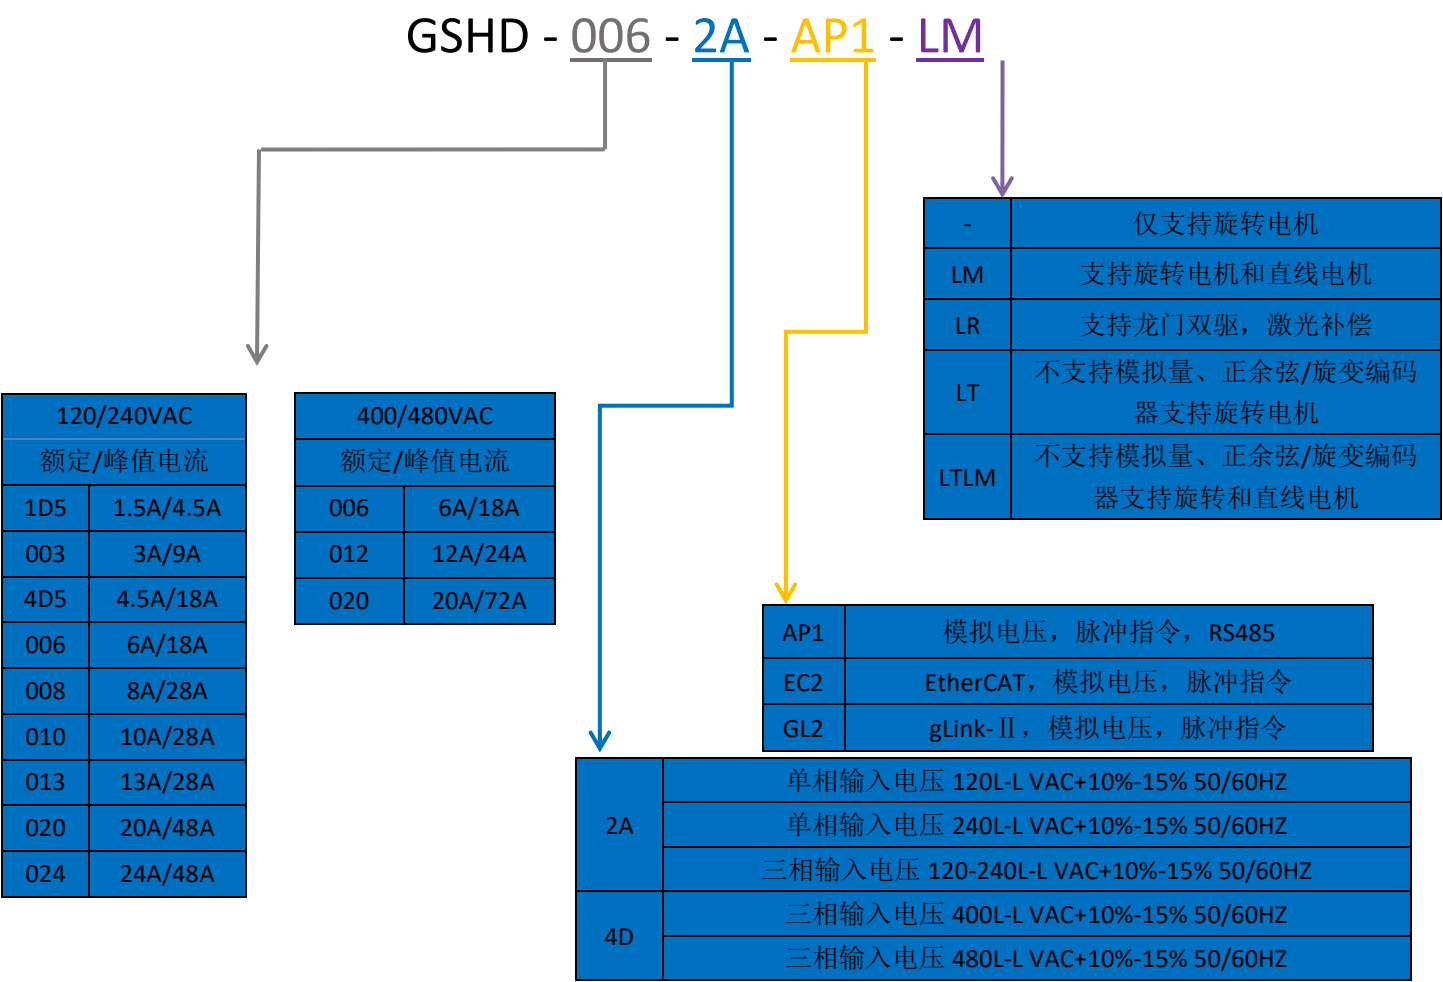 GSHD - 006 - 2A - AP1 - LM
- 仅支持旋转电机
LM 支持旋转电机和直线电机
LR 支持龙门双驱，激光补偿
LT 不支持模拟量、正余弦/旋变编码
器支持旋转电机
LTLM 不支持模拟量、正余弦/旋变编码
器支持旋转和直线电机
120/240VAC
额定/峰值电流
1D5 1.5A/4.5A
003 3A/9A
4D5 4.5A/18A
006 6A/18A
008 8A/28A
010 10A/28A
013 13A/28A
020 20A/48A
024 24A/48A
400/480VAC
额定/峰值电流
006 6A/18A
012 12A/24A
020 20A/72A
AP1 模拟电压，脉冲指令，RS485
EC2 EtherCAT，模拟电压，脉冲指令
GL2 gLink-Ⅱ，模拟电压，脉冲指令
2A
单相输入电压 120L-L VAC+10%-15% 50/60HZ
单相输入电压 240L-L VAC+10%-15% 50/60HZ
三相输入电压 120-240L-L VAC+10%-15% 50/60HZ
4D
三相输入电压 400L-L VAC+10%-15% 50/60HZ
三相输入电压 480L-L VAC+10%-15% 50/60HZ